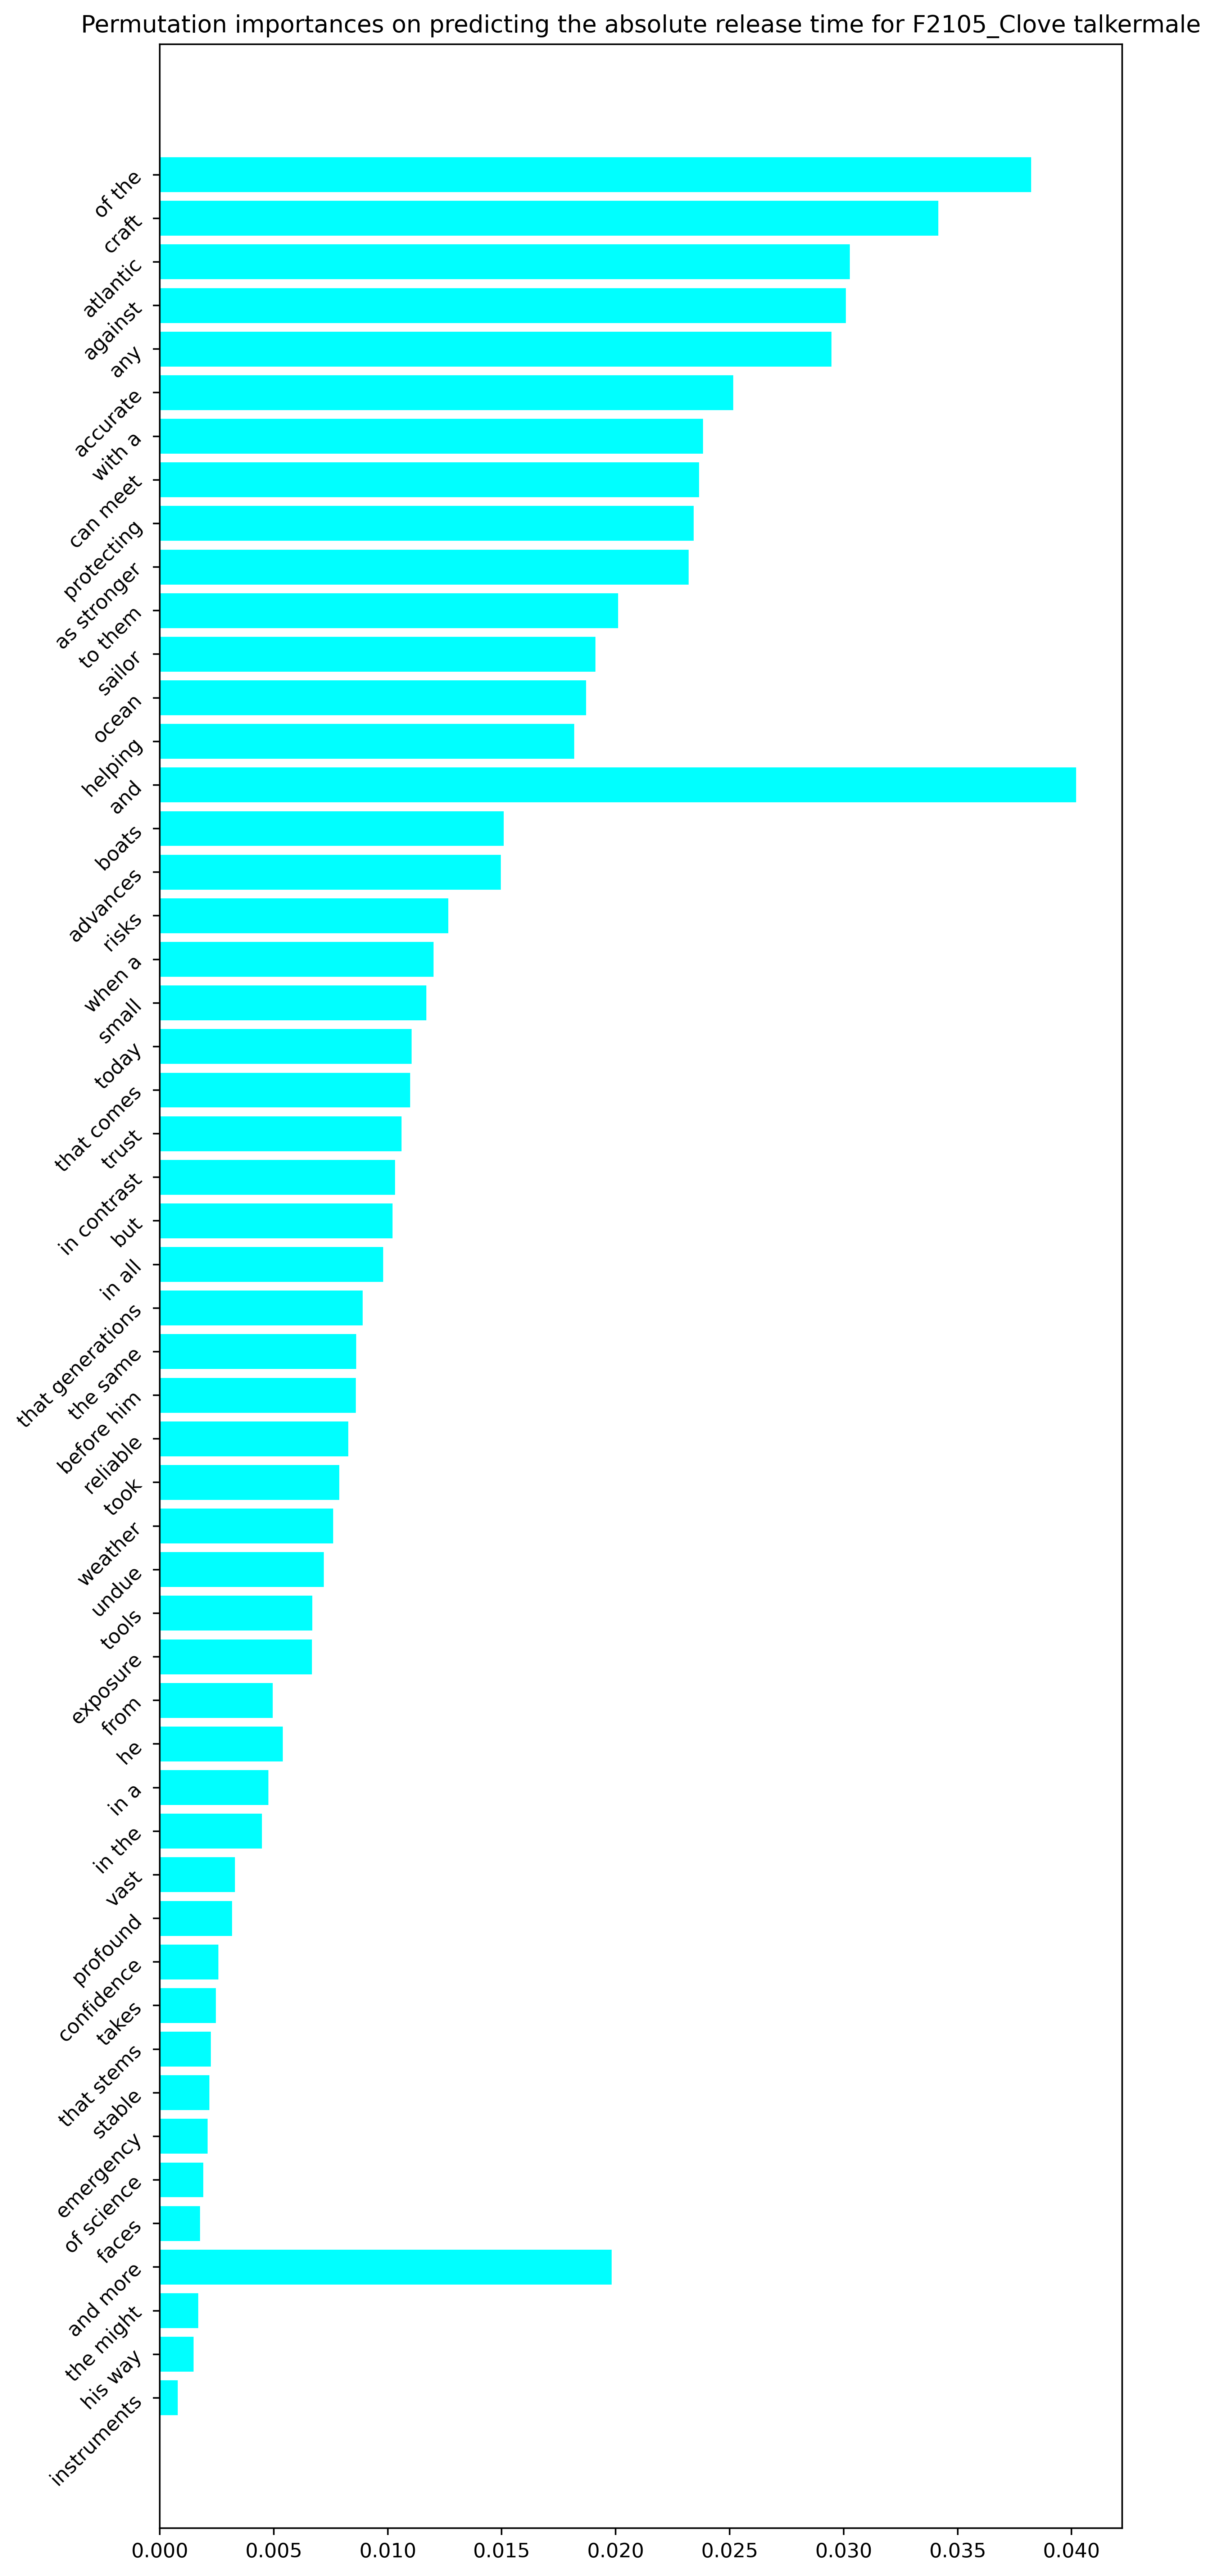 Permutation importances on predicting the absolute release time for F2105_Clove talkermale
of the
craft
atlantic
against
any
accurate
with a
can meet
protecting
as stronger
to them
sailor
ocean
helping
and
boats
advances
risks
when a
small
today
that comes
trust
in contrast
but
in all
that generations
the same
before him
reliable
took
weather
undue
tools
exposure
from
he
in a
in the
vast
profound
confidence
takes
that stems
stable
emergency
of science
faces
and more
the might
his way
instruments
0.000 0.005 0.010 0.015 0.020 0.025 0.030 0.035 0.040